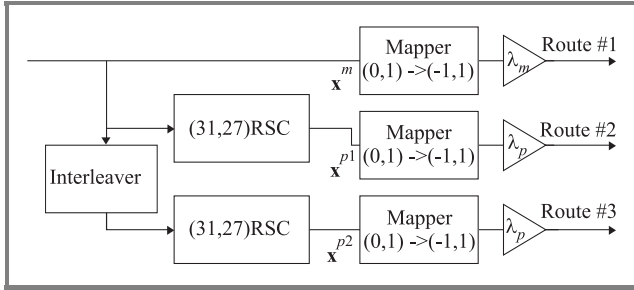 Mapper
(0,1) ->(-1,1)
λm
Route #1
x^m
(31,27)RSC
Mapper
(0,1) ->(-1,1)
λp
Route #2
x^p1
Interleaver
(31,27)RSC
Mapper
(0,1) ->(-1,1)
λp
Route #3
x^p2